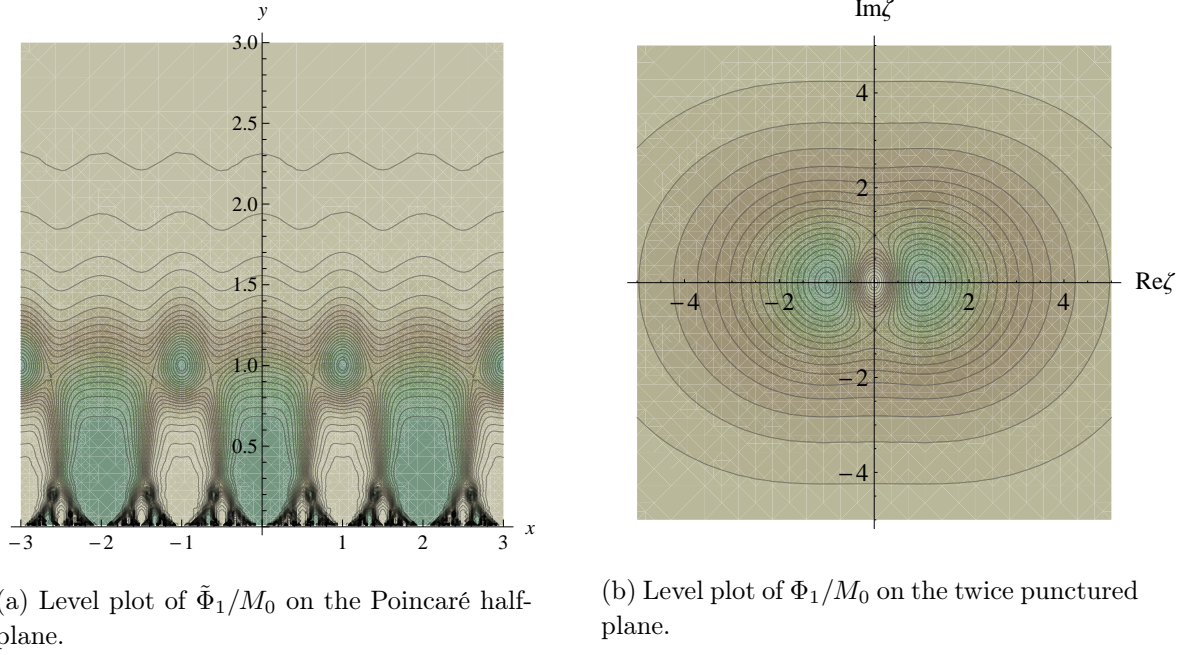 y
3.0
2.5
2.0
1.5
1.0
0.5
−3 −2 −1 1 2 3 x
Imζ
4
2
−4 −2 2 4 Reζ
−2
−4
(a) Level plot of Φ̃₁/M₀ on the Poincaré half-
plane.
(b) Level plot of Φ₁/M₀ on the twice punctured
plane.